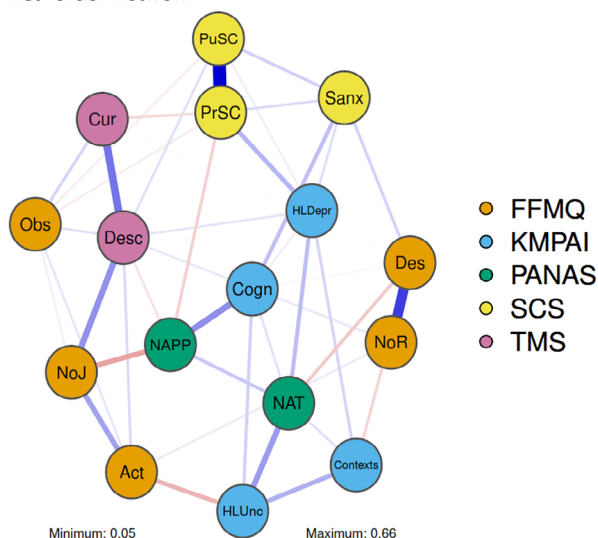 PuSC
Sanx
PrSC
Cur
HLDepr
Obs
Desc
Des
Cogn
NoR
NAPP
NoJ
NAT
Contexts
Act
HLUnc
Minimum: 0.05
Maximum: 0.66
FFMQ
KMPAI
PANAS
SCS
TMS